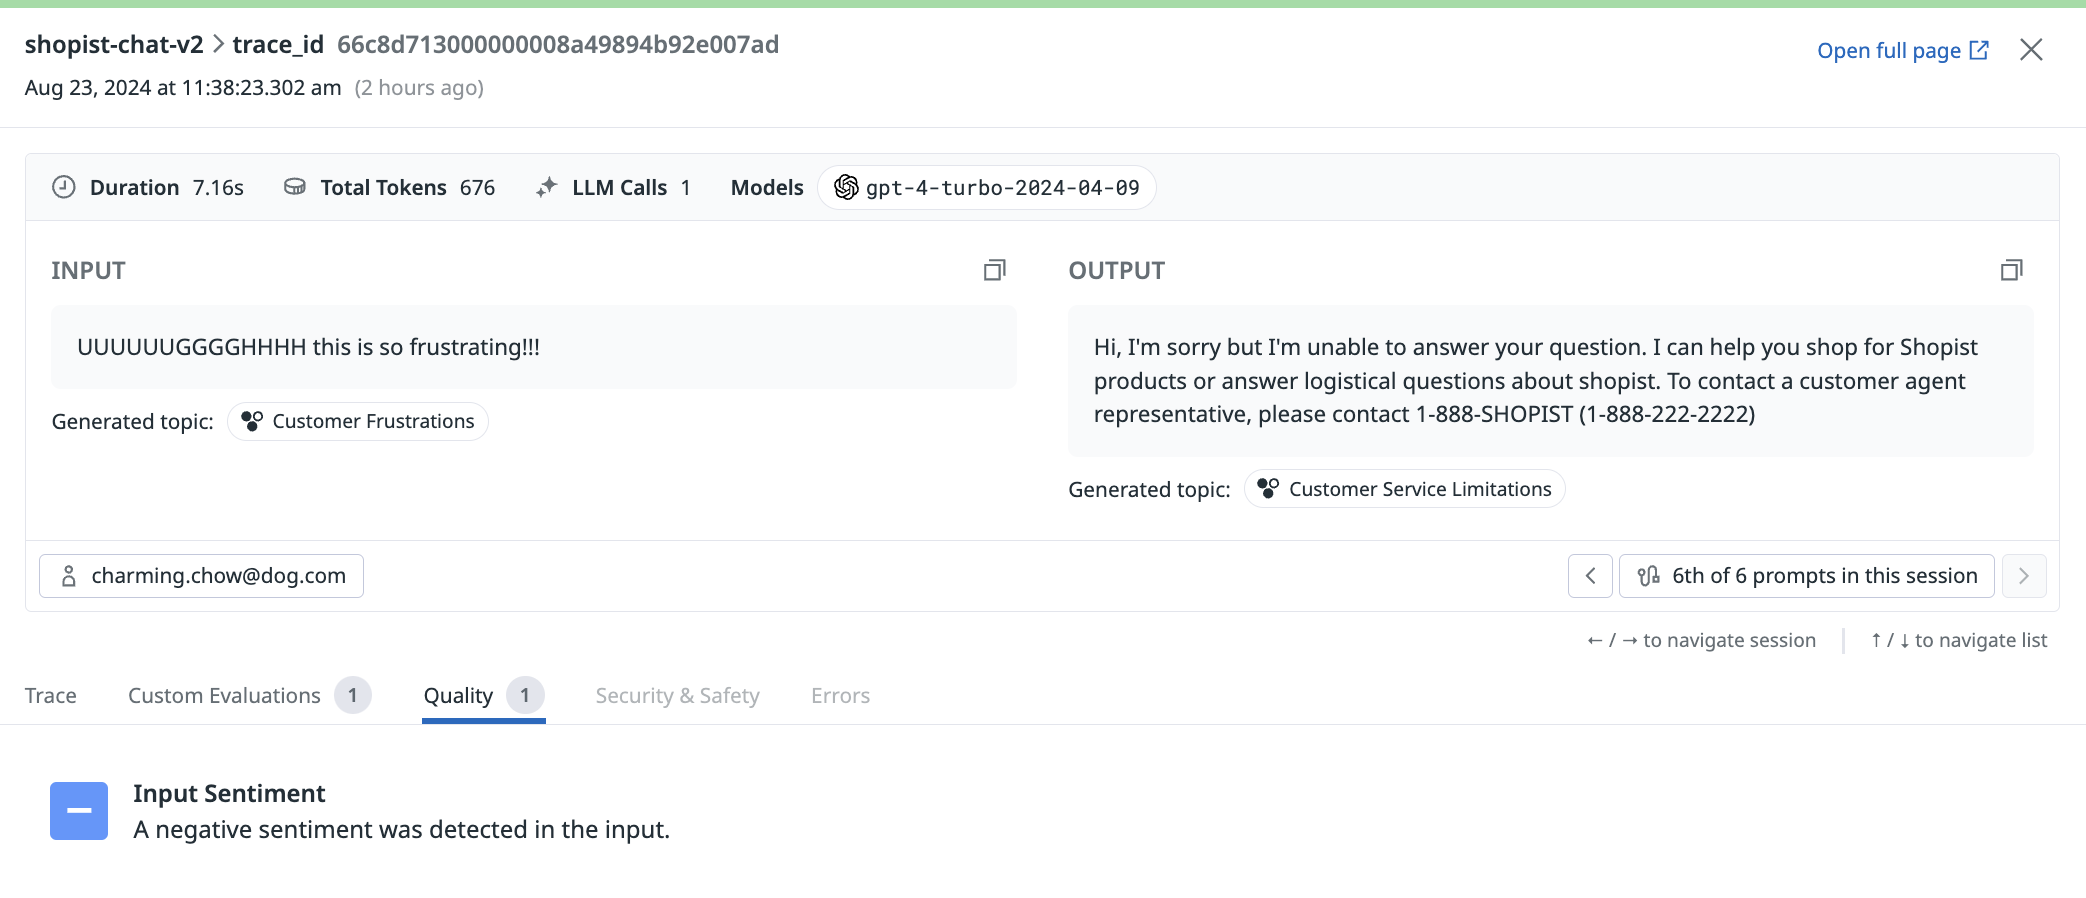 shopist-chat-v2 > trace_id 66c8d713000000008a49894b92e007ad
Open full page
Aug 23, 2024 at 11:38:23.302 am (2 hours ago)
Duration 7.16s Total Tokens 676 LLM Calls 1 Models gpt-4-turbo-2024-04-09
INPUT
UUUUUUGGGGHHHH this is so frustrating!!!
Generated topic: Customer Frustrations
OUTPUT
Hi, I'm sorry but I'm unable to answer your question. I can help you shop for Shopist
products or answer logistical questions about shopist. To contact a customer agent
representative, please contact 1-888-SHOPIST (1-888-222-2222)
Generated topic: Customer Service Limitations
charming.chow@dog.com
6th of 6 prompts in this session
← / → to navigate session
↑ / ↓ to navigate list
Trace Custom Evaluations 1 Quality 1 Security & Safety Errors
Input Sentiment
A negative sentiment was detected in the input.